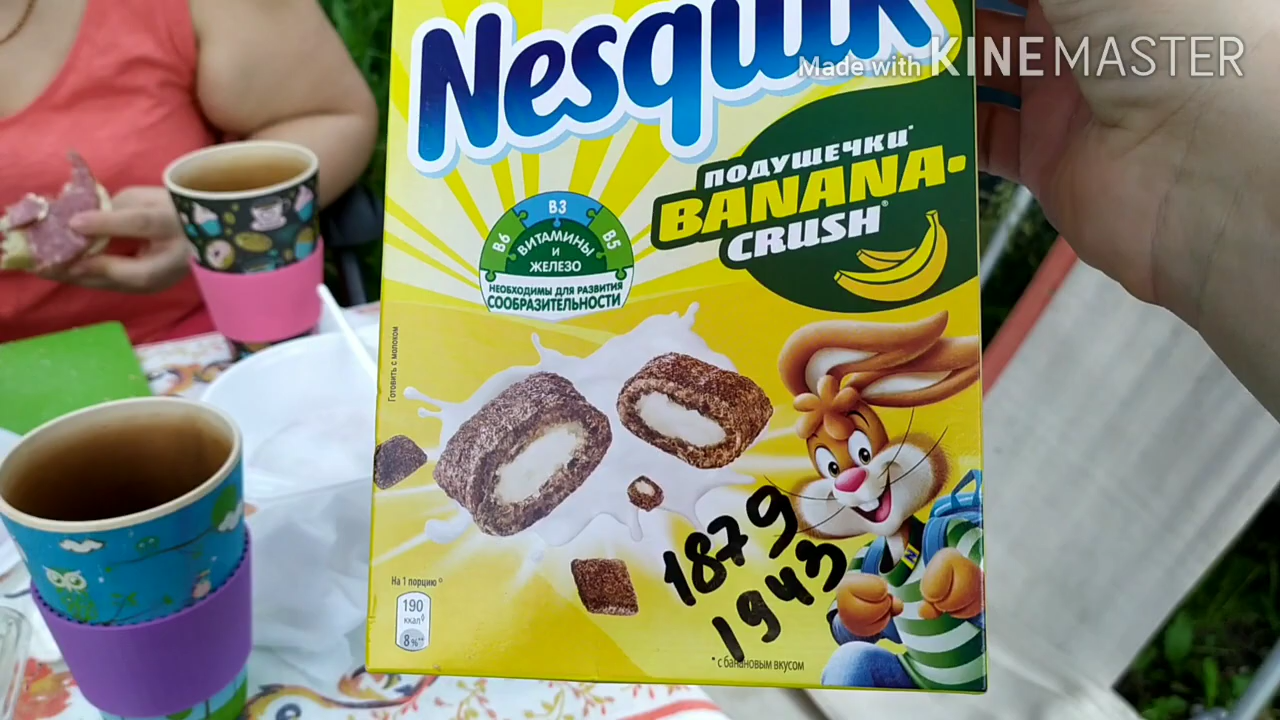 Nesquik
Made with KINEMASTER
ПОДУШЕЧКИ*
BANANA-
CRUSH®
B6 B3 B5
ВИТАМИНЫ
И
ЖЕЛЕЗО
НЕОБХОДИМЫ ДЛЯ РАЗВИТИЯ
СООБРАЗИТЕЛЬНОСТИ
Готовить с молоком
1879
1943
На 1 порцию◊
190
ккал◊
8%**
N
* с банановым вкусом